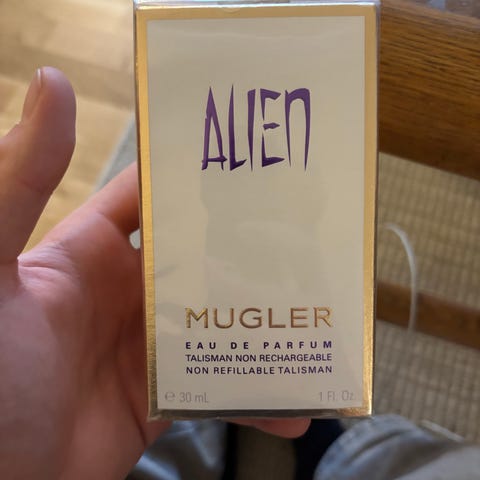 ALIEN
MUGLER
EAU DE PARFUM
TALISMAN NON RECHARGEABLE
NON REFILLABLE TALISMAN
℮ 30 mL 1 Fl. Oz.